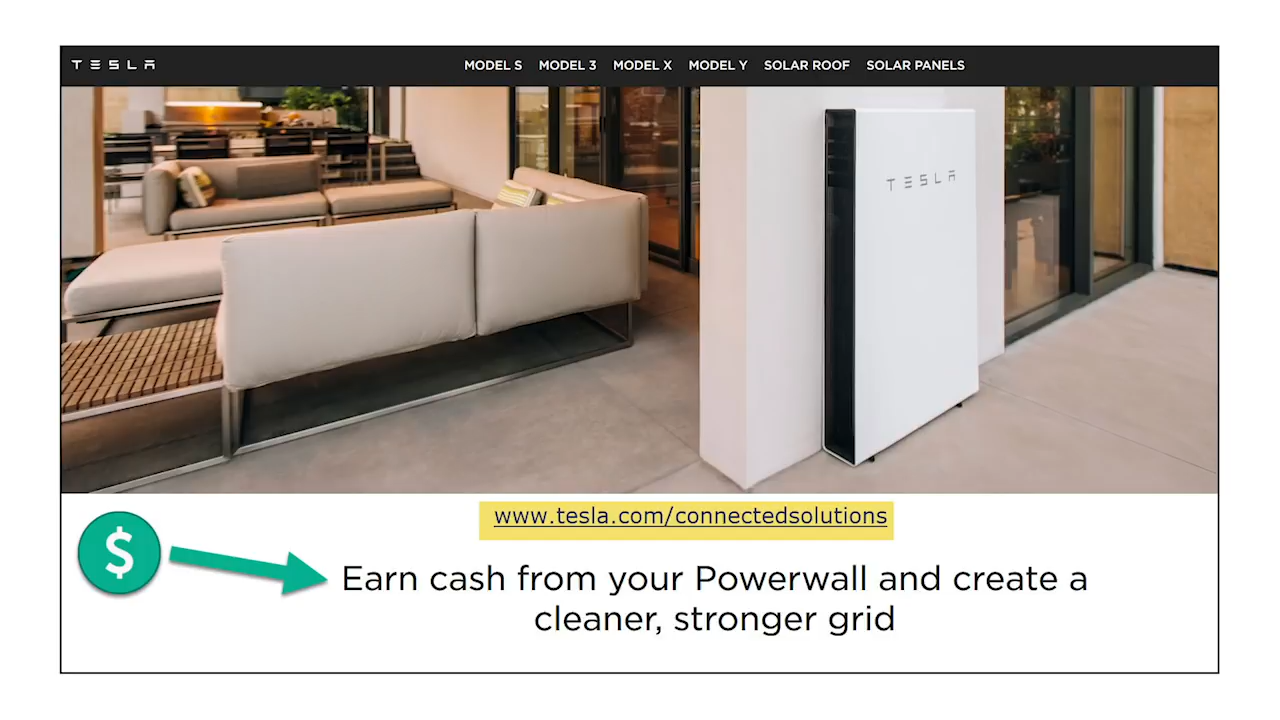 TESLA MODEL S MODEL 3 MODEL X MODEL Y SOLAR ROOF SOLAR PANELS
TESLA
www.tesla.com/connectedsolutions
$
Earn cash from your Powerwall and create a
cleaner, stronger grid